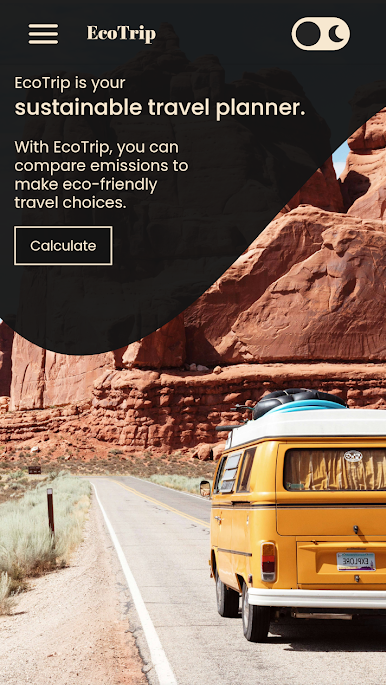 EcoTrip
EcoTrip is your
sustainable travel planner.
With EcoTrip, you can
compare emissions to
make eco-friendly
travel choices.
Calculate
EXPLORE